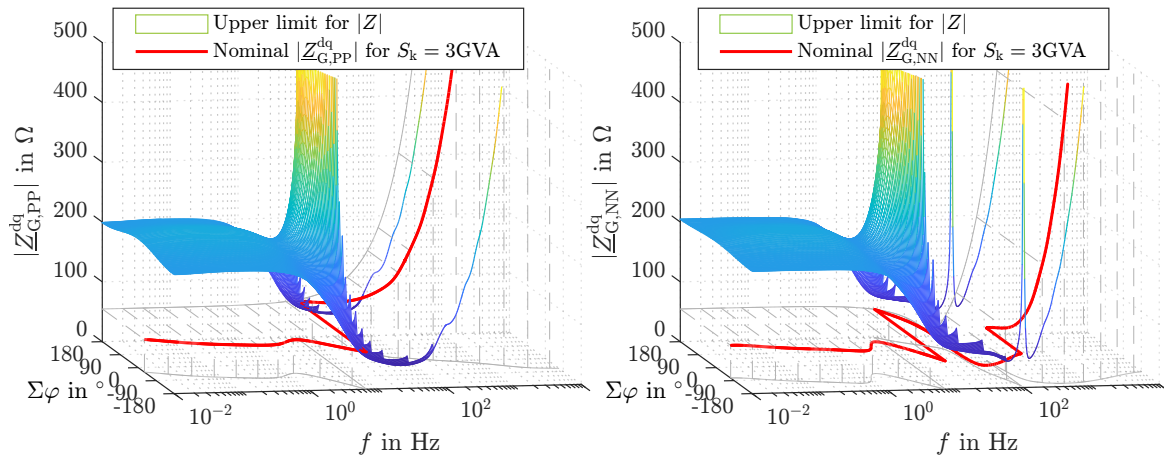 Upper limit for |Z|
Nominal |Z^dq_G,PP| for S_k = 3GVA
|Z^dq_G,PP| in Ω
500
400
300
200
100
0
180
90
0
-90
-180
Σφ in °
10^−2
10^0
10^2
f in Hz
Upper limit for |Z|
Nominal |Z^dq_G,NN| for S_k = 3GVA
|Z^dq_G,NN| in Ω
500
400
300
200
100
0
180
90
0
-90
-180
Σφ in °
10^−2
10^0
10^2
f in Hz